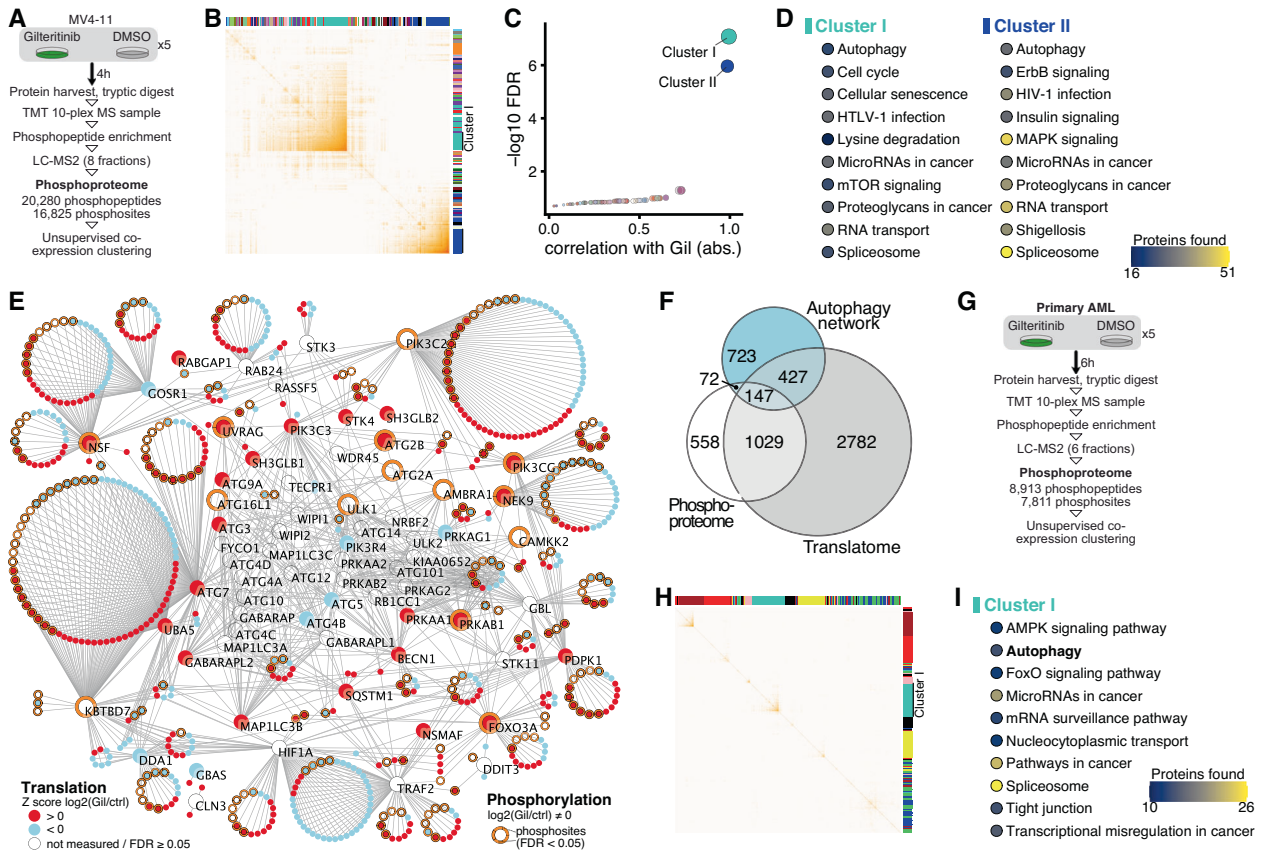 A
MV4-11
Gilteritinib
DMSO
x5
4h
Protein harvest, tryptic digest
TMT 10-plex MS sample
Phosphopeptide enrichment
LC-MS2 (8 fractions)
Phosphoproteome
20,280 phosphopeptides
16,825 phosphosites
Unsupervised co-
expression clustering
B
Cluster I
C
Cluster I
Cluster II
−log10 FDR
6
4
2
0.0
0.5
1.0
correlation with Gil (abs.)
D
Cluster I
Autophagy
Cell cycle
Cellular senescence
HTLV-1 infection
Lysine degradation
MicroRNAs in cancer
mTOR signaling
Proteoglycans in cancer
RNA transport
Spliceosome
Cluster II
Autophagy
ErbB signaling
HIV-1 infection
Insulin signaling
MAPK signaling
MicroRNAs in cancer
Proteoglycans in cancer
RNA transport
Shigellosis
Spliceosome
Proteins found
16
51
E
STK3
PIK3C2
RABGAP1
RAB24
RASSF5
GOSR1
STK4
SH3GLB2
UVRAG
PIK3C3
ATG2B
NSF
WDR45
SH3GLB1
ATG2A
PIK3CG
ATG9A
TECPR1
AMBRA1
NEK9
ATG16L1
ULK1
WIPI1
NRBF2
ATG3
WIPI2
ATG14
PRKAG1
CAMKK2
FYCO1
PIK3R4
ULK2
MAP1LC3C
KIAA0652
ATG4D
PRKAA2
ATG101
ATG4A
ATG12
PRKAB2
PRKAG2
ATG7
ATG10
ATG5
RB1CC1
GBL
GABARAP
ATG4B
PRKAA1
PRKAB1
UBA5
ATG4C
GABARAPL1
MAP1LC3A
GABARAPL2
BECN1
STK11
PDPK1
SQSTM1
KBTBD7
MAP1LC3B
FOXO3A
NSMAF
HIF1A
DDA1
GBAS
DDIT3
TRAF2
CLN3
Translation
Z score log2(Gil/ctrl)
> 0
< 0
not measured / FDR ≥ 0.05
Phosphorylation
log2(Gil/ctrl) ≠ 0
phosphosites
(FDR < 0.05)
F
Autophagy
network
723
427
72
147
558
1029
2782
Phospho-
proteome
Translatome
G
Primary AML
Gilteritinib
DMSO
x5
6h
Protein harvest, tryptic digest
TMT 10-plex MS sample
Phosphopeptide enrichment
LC-MS2 (6 fractions)
Phosphoproteome
8,913 phosphopeptides
7,811 phosphosites
Unsupervised co-
expression clustering
H
Cluster I
I
Cluster I
AMPK signaling pathway
Autophagy
FoxO signaling pathway
MicroRNAs in cancer
mRNA surveillance pathway
Nucleocytoplasmic transport
Pathways in cancer
Spliceosome
Tight junction
Transcriptional misregulation in cancer
Proteins found
10
26